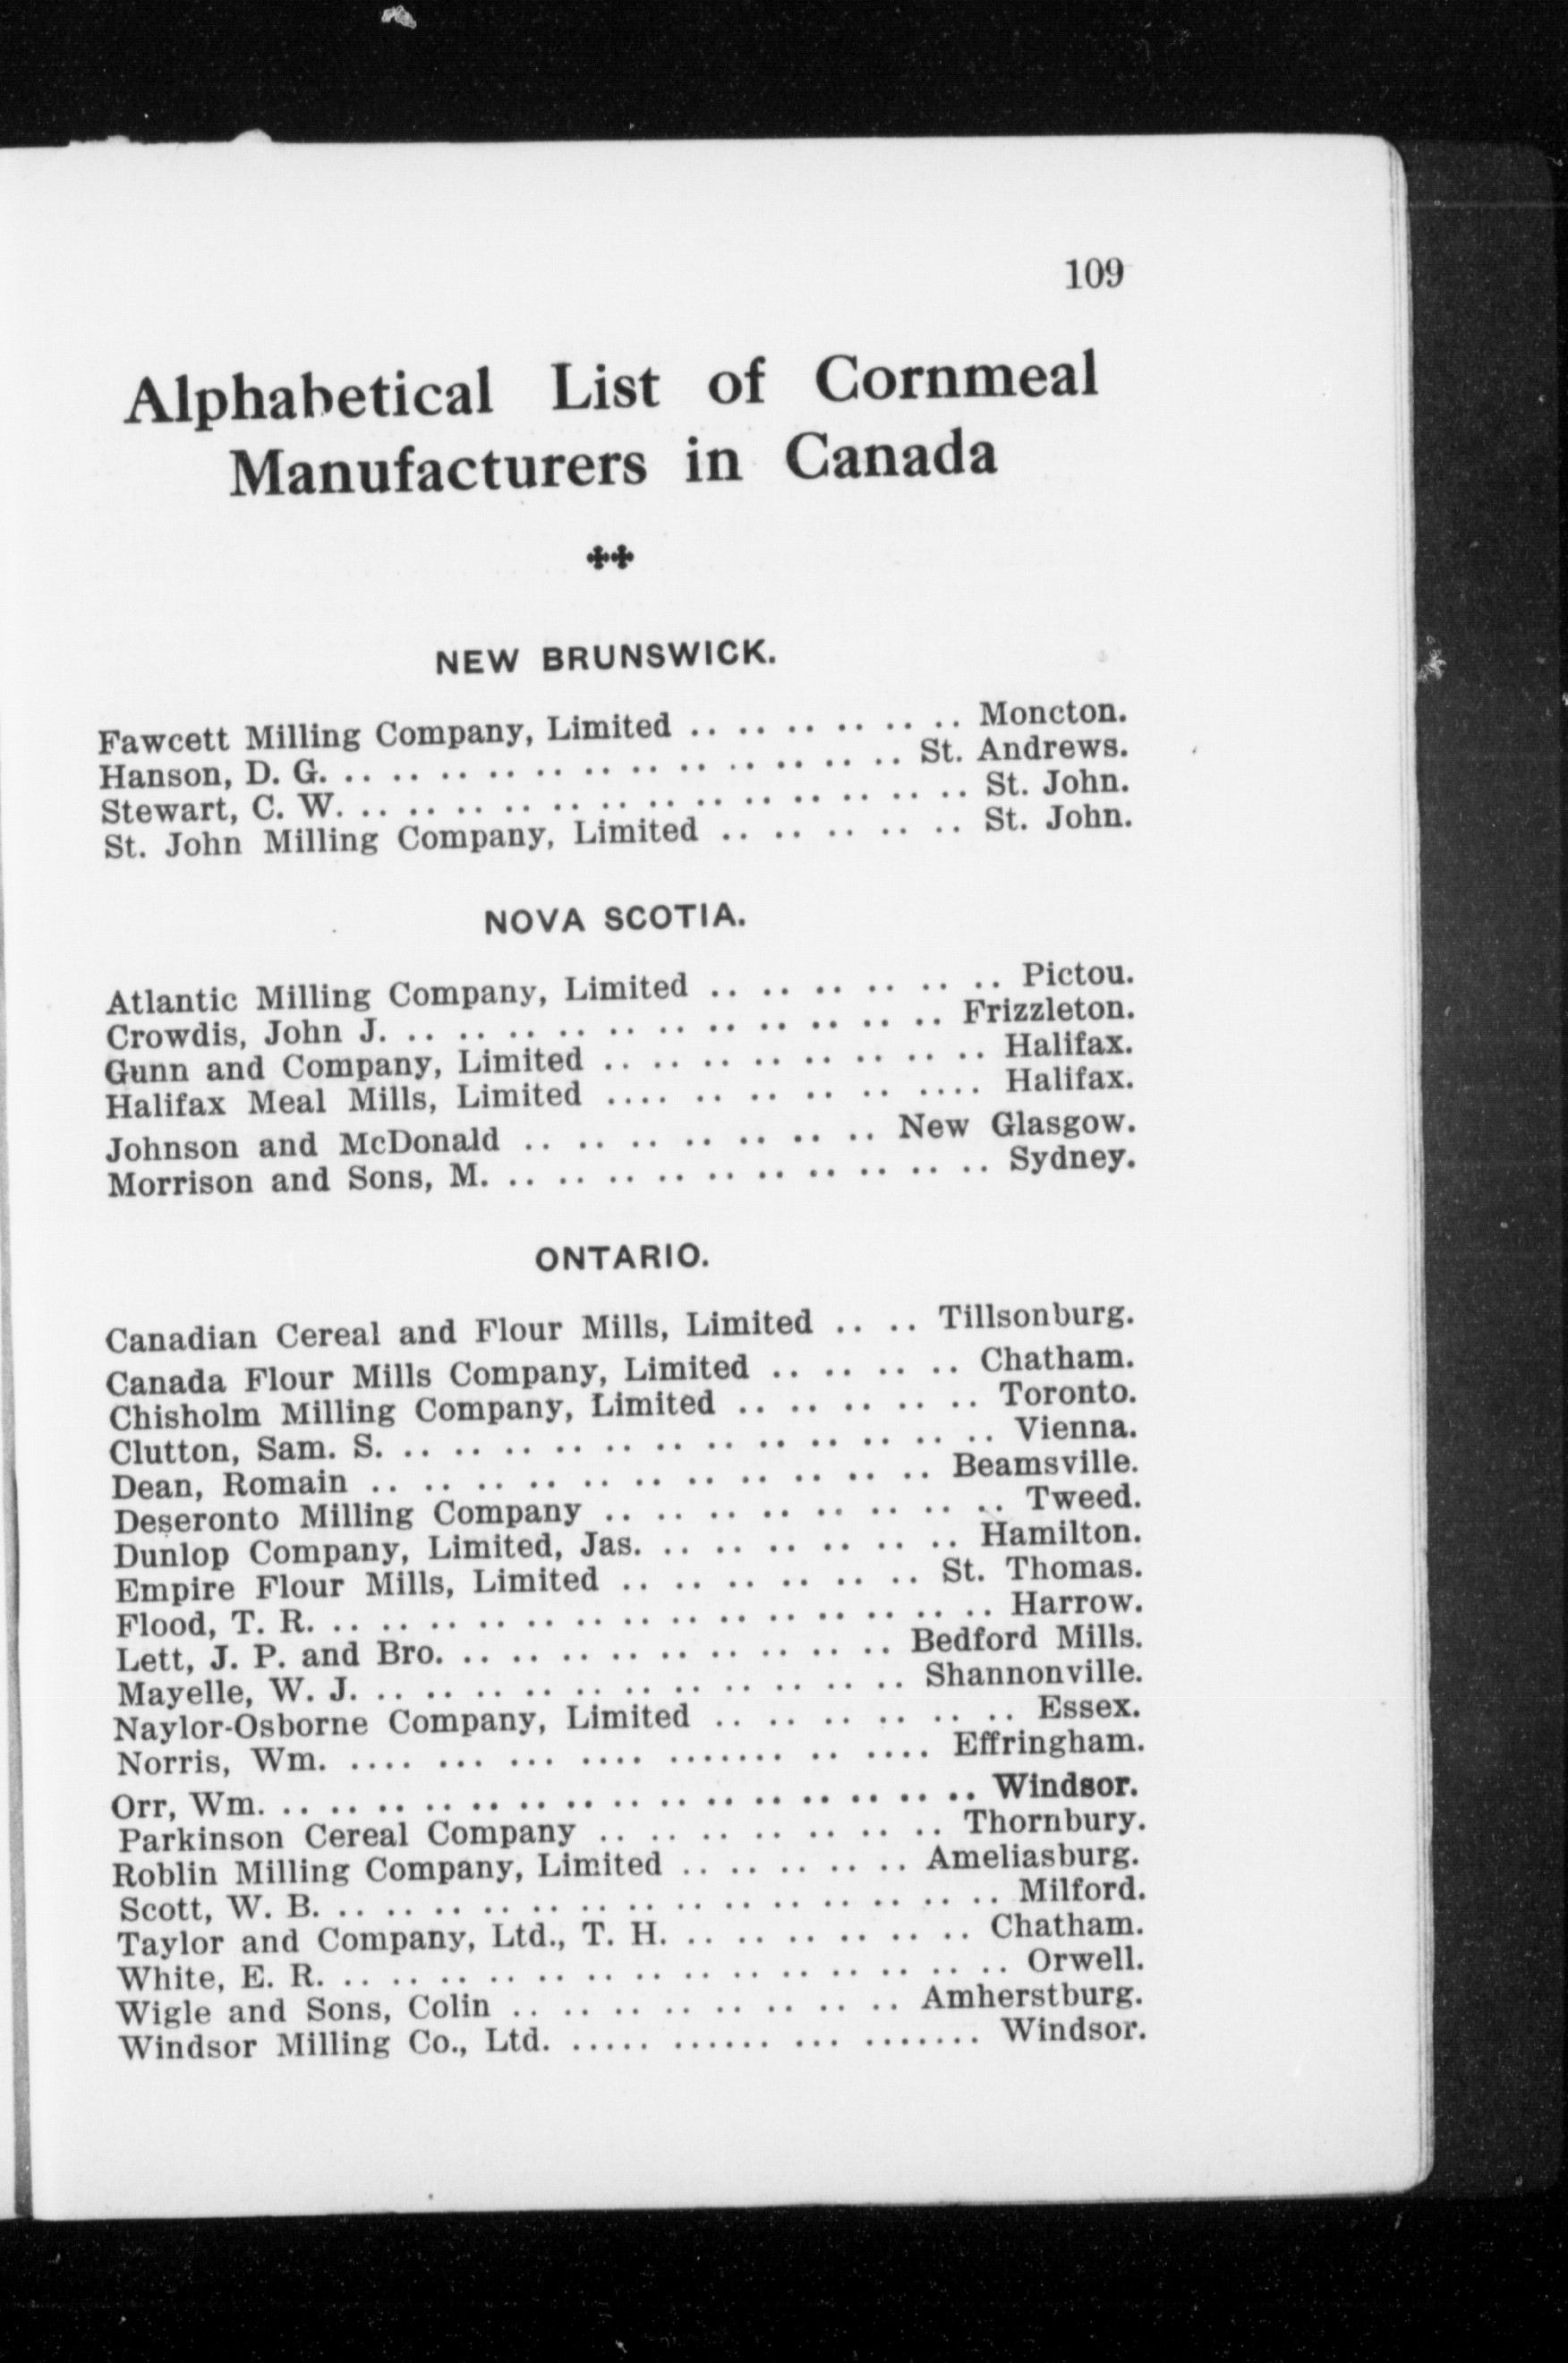 109
Alphabetical List of Cornmeal
Manufacturers in Canada
NEW BRUNSWICK.
Fawcett Milling Company, Limited .. .. .. .. .. .. Moncton.
Hanson, D. G. .. .. .. .. .. .. .. .. .. .. .. .. St. Andrews.
Stewart, C. W. .. .. .. .. .. .. .. .. .. .. .. .. .. St. John.
St. John Milling Company, Limited .. .. .. .. .. St. John.
NOVA SCOTIA.
Atlantic Milling Company, Limited .. .. .. .. .. .. Pictou.
Crowdis, John J. .. .. .. .. .. .. .. .. .. .. .. Frizzleton.
Gunn and Company, Limited .. .. .. .. .. .. .. .. Halifax.
Halifax Meal Mills, Limited .... .. .. .. .. .. .... Halifax.
Johnson and McDonald .. .. .. .. .. .. .. New Glasgow.
Morrison and Sons, M. .. .. .. .. .. .. .. .. .. .. Sydney.
ONTARIO.
Canadian Cereal and Flour Mills, Limited .. .. Tillsonburg.
Canada Flour Mills Company, Limited .. .. .. .. Chatham.
Chisholm Milling Company, Limited .. .. .. .. .. Toronto.
Clutton, Sam. S. .. .. .. .. .. .. .. .. .. .. .. .. Vienna.
Dean, Romain .. .. .. .. .. .. .. .. .. .. .. Beamsville.
Deseronto Milling Company .. .. .. .. .. .. .. .. Tweed.
Dunlop Company, Limited, Jas. .. .. .. .. .. .. Hamilton.
Empire Flour Mills, Limited .. .. .. .. .. .. St. Thomas.
Flood, T. R. .. .. .. .. .. .. .. .. .. .. .. .. .. .. Harrow.
Lett, J. P. and Bro. .. .. .. .. .. .. .. .. .. Bedford Mills.
Mayelle, W. J. .. .. .. .. .. .. .. .. .. .. .. Shannonville.
Naylor-Osborne Company, Limited .. .. .. .. .. .. Essex.
Norris, Wm. .... ... ... .... ....... .. .... Effringham.
Orr, Wm. .. .. .. .. .. .. .. .. .. .. .. .. .. .. .. Windsor.
Parkinson Cereal Company .. .. .. .. .. .. .. Thornbury.
Roblin Milling Company, Limited .. .. .. .. .. Ameliasburg.
Scott, W. B. .. .. .. .. .. .. .. .. .. .. .. .. .. .. Milford.
Taylor and Company, Ltd., T. H. .. .. .. .. .. .. Chatham.
White, E. R. .. .. .. .. .. .. .. .. .. .. .. .. .. .. Orwell.
Wigle and Sons, Colin .. .. .. .. .. .. .. .. Amherstburg.
Windsor Milling Co., Ltd. ..... ...... ... ....... Windsor.